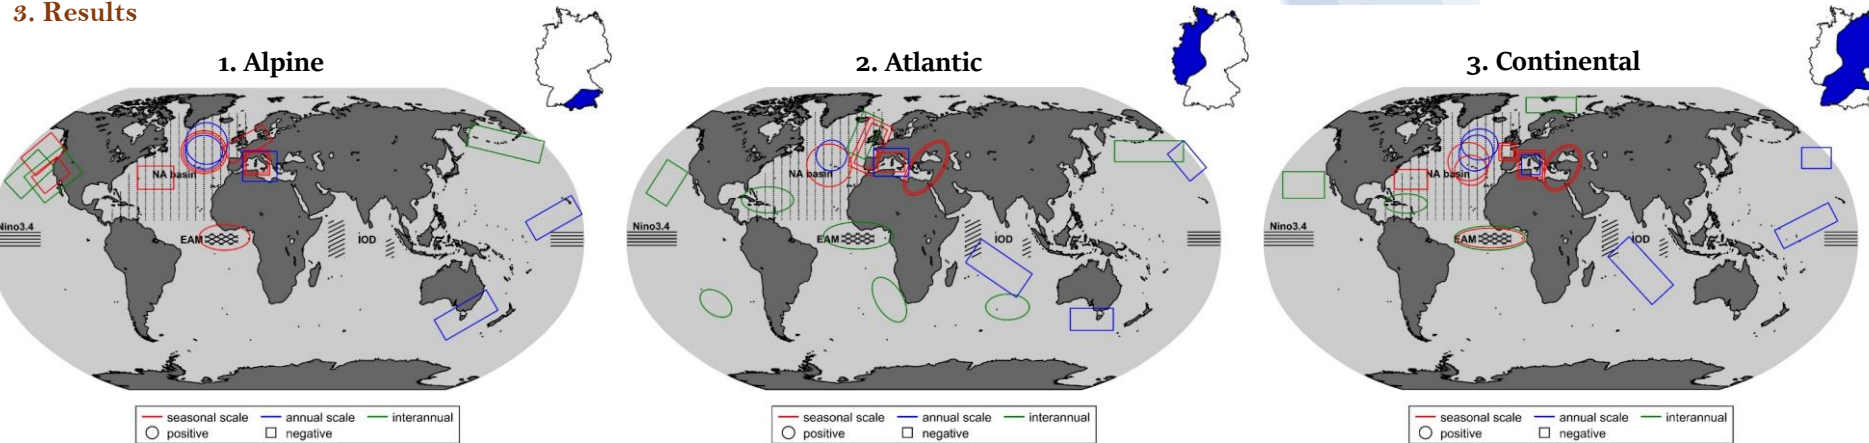 3. Results
1. Alpine
NA basin
Nino3.4
EAM
IOD
seasonal scale annual scale interannual
positive negative
2. Atlantic
NA basin
EAM
IOD
seasonal scale annual scale interannual
positive negative
3. Continental
NA basin
Nino3.4
EAM
IOD
seasonal scale annual scale interannual
positive negative